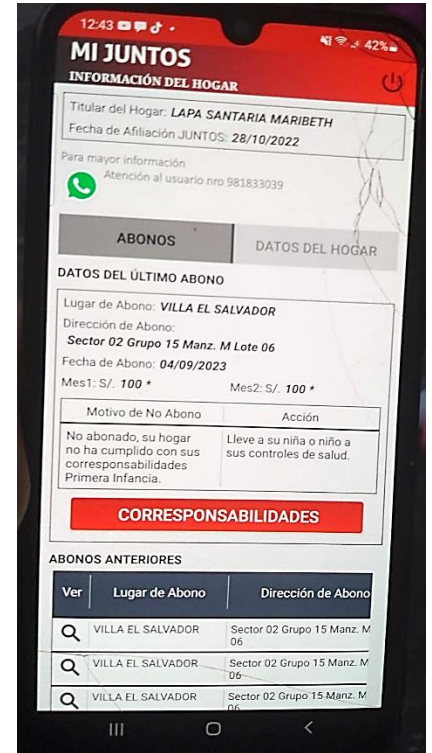 12:43
42%
MI JUNTOS
INFORMACIÓN DEL HOGAR
Titular del Hogar: LAPA SANTARIA MARIBETH
Fecha de Afiliación JUNTOS: 28/10/2022
Para mayor información
Atención al usuario nro 981833039
ABONOS
DATOS DEL HOGAR
DATOS DEL ÚLTIMO ABONO
Lugar de Abono: VILLA EL SALVADOR
Dirección de Abono:
Sector 02 Grupo 15 Manz. M Lote 06
Fecha de Abono: 04/09/2023
Mes1: S/. 100 * Mes2: S/. 100 *
Motivo de No Abono Acción
No abonado, su hogar
no ha cumplido con sus
corresponsabilidades
Primera Infancia.
Lleve a su niña o niño a
sus controles de salud.
CORRESPONSABILIDADES
ABONOS ANTERIORES
Ver Lugar de Abono Dirección de Abono
VILLA EL SALVADOR Sector 02 Grupo 15 Manz. M
06
VILLA EL SALVADOR Sector 02 Grupo 15 Manz. M
06
VILLA EL SALVADOR Sector 02 Grupo 15 Manz. M
06